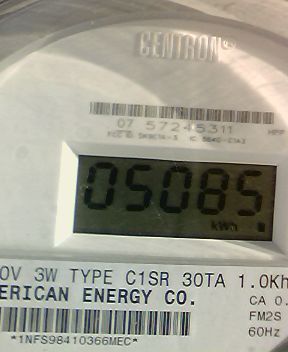 CENTRON®
07 57245311
05085
kWh
0V 3W TYPE C1SR 30TA 1.0Kh
ERICAN ENERGY CO.
CA 0.
FM2S
60Hz
*1NFS98410366MEC*